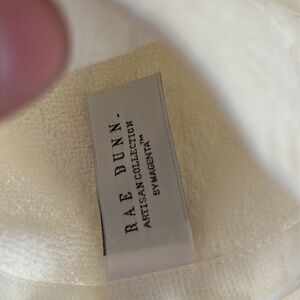 RAE DUNN.
ARTISAN COLLECTION
BY MAGENTA™